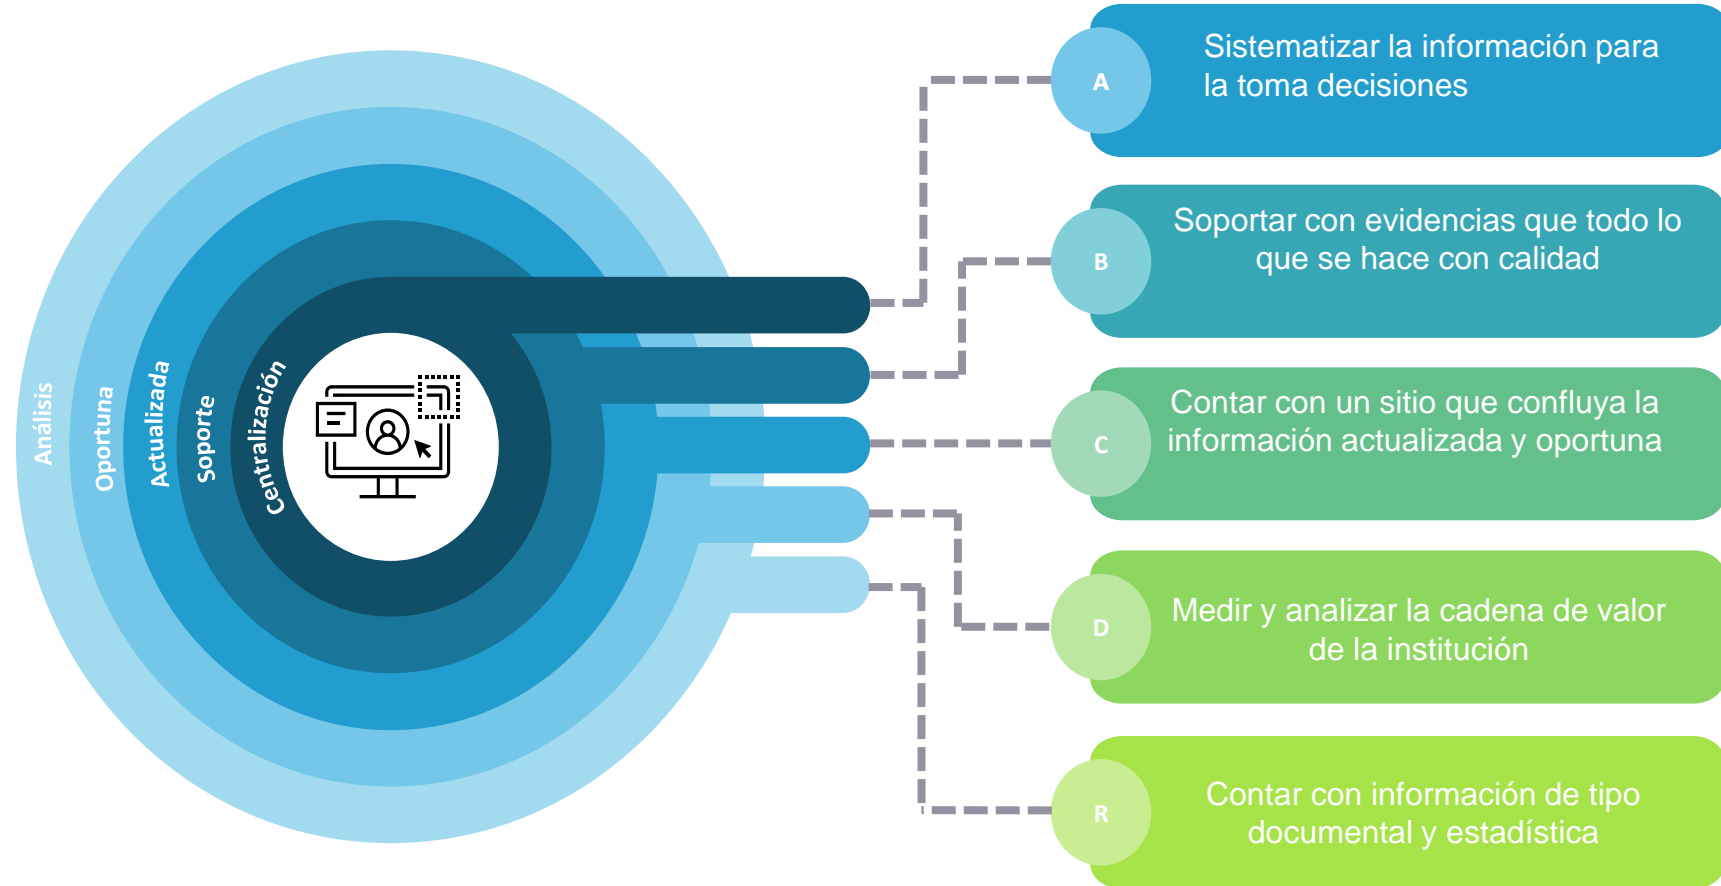 Análisis
Oportuna
Actualizada
Soporte
Centralización
A
Sistematizar la información para
la toma decisiones
B
Soportar con evidencias que todo lo
que se hace con calidad
C
Contar con un sitio que confluya la
información actualizada y oportuna
D
Medir y analizar la cadena de valor
de la institución
R
Contar con información de tipo
documental y estadística